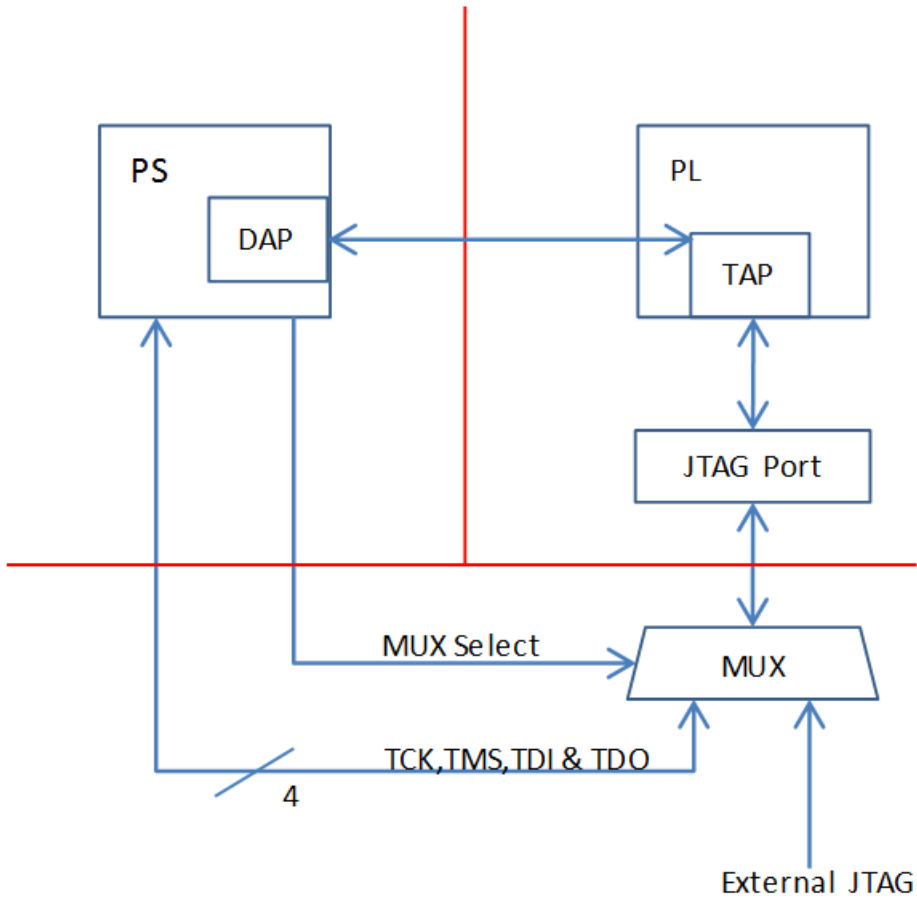 PS
PL
DAP
TAP
JTAG Port
MUX Select
MUX
TCK,TMS,TDI & TDO
4
External JTAG